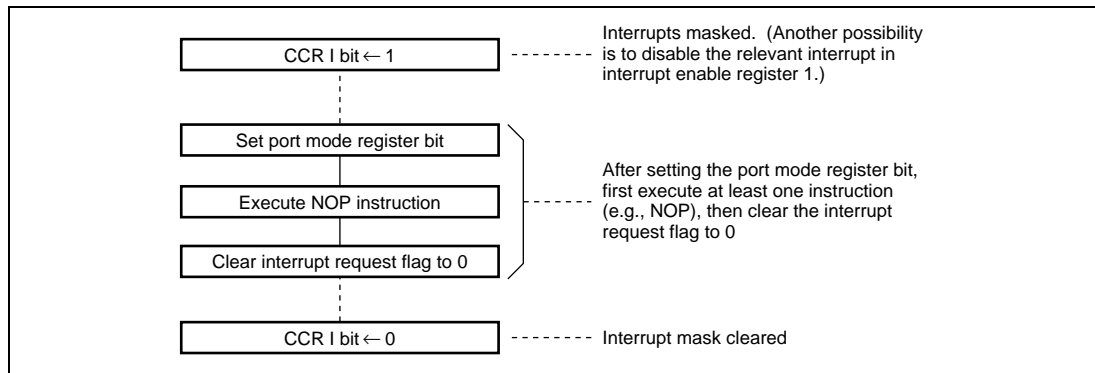 CCR I bit ← 1
Interrupts masked. (Another possibility
is to disable the relevant interrupt in
interrupt enable register 1.)
Set port mode register bit
Execute NOP instruction
Clear interrupt request flag to 0
After setting the port mode register bit,
first execute at least one instruction
(e.g., NOP), then clear the interrupt
request flag to 0
CCR I bit ← 0
Interrupt mask cleared